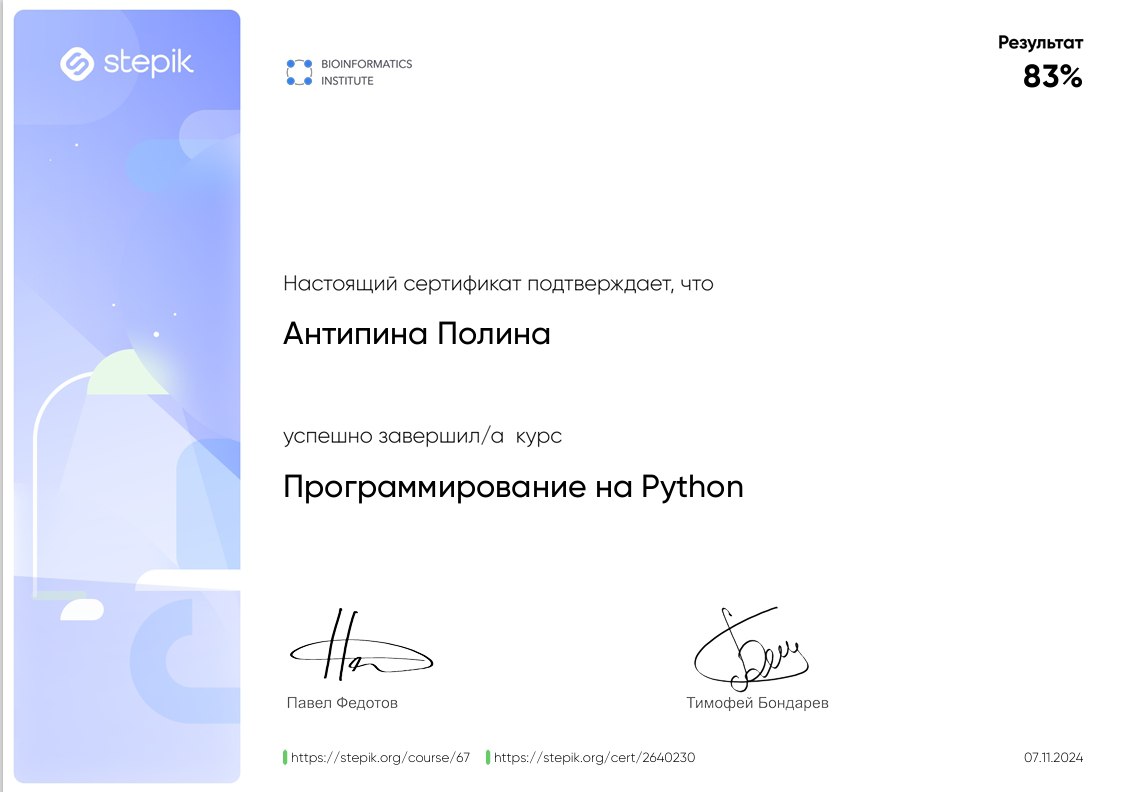 stepik
BIOINFORMATICS
INSTITUTE
Результат
83%
Настоящий сертификат подтверждает, что
Антипина Полина
успешно завершил/а курс
Программирование на Python
Павел Федотов
Тимофей Бондарев
https://stepik.org/course/67
https://stepik.org/cert/2640230
07.11.2024